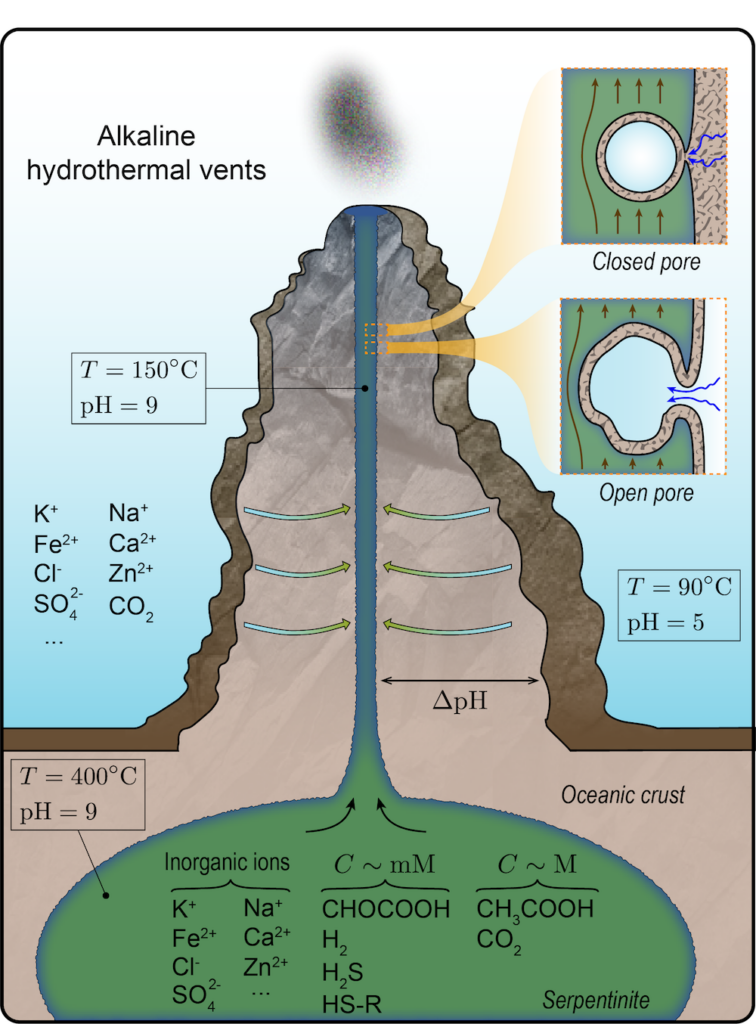 Alkaline
hydrothermal vents
Closed pore
Open pore
T = 150°C
pH = 9
K⁺ Na⁺
Fe²⁺ Ca²⁺
Cl⁻ Zn²⁺
SO₄²⁻ CO₂
...
T = 90°C
pH = 5
ΔpH
T = 400°C
pH = 9
Oceanic crust
Inorganic ions
K⁺ Na⁺
Fe²⁺ Ca²⁺
Cl⁻ Zn²⁺
SO₄²⁻ ...
C ∼ mM
CHOCOOH
H₂
H₂S
HS-R
C ∼ M
CH₃COOH
CO₂
Serpentinite